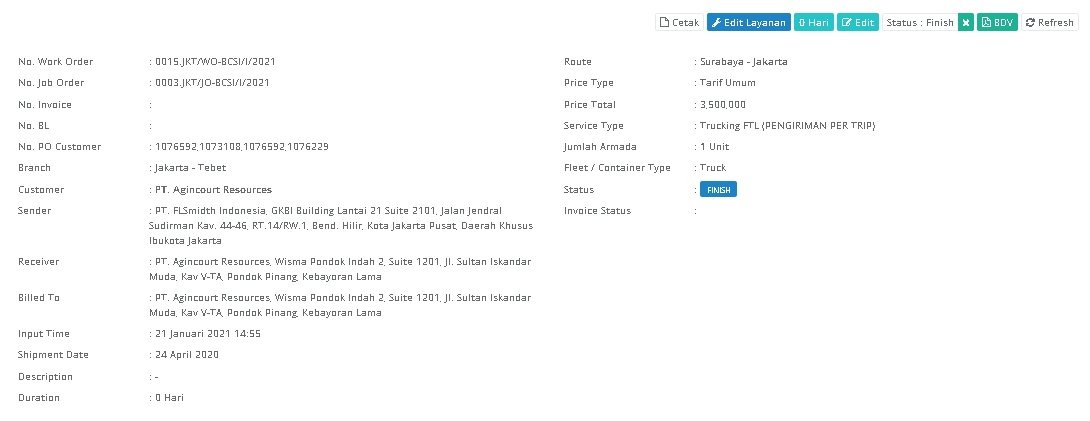 Cetak Edit Layanan 0 Hari Edit Status : Finish BDV Refresh
No. Work Order : 0015.JKT/WO-BCSI/I/2021
No. Job Order : 0003.JKT/JO-BCSI/I/2021
No. Invoice :
No. BL :
No. PO Customer : 1076592,1073108,1076592,1076229
Branch : Jakarta - Tebet
Customer : PT. Agincourt Resources
Sender : PT. FLSmidth Indonesia, GKBI Building Lantai 21 Suite 2101, Jalan Jendral
Sudirman Kav. 44-46, RT.14/RW.1, Bend. Hilir, Kota Jakarta Pusat, Daerah Khusus
Ibukota Jakarta
Receiver : PT. Agincourt Resources, Wisma Pondok Indah 2, Suite 1201, Jl. Sultan Iskandar
Muda, Kav V-TA, Pondok Pinang, Kebayoran Lama
Billed To : PT. Agincourt Resources, Wisma Pondok Indah 2, Suite 1201, Jl. Sultan Iskandar
Muda, Kav V-TA, Pondok Pinang, Kebayoran Lama
Input Time : 21 Januari 2021 14:55
Shipment Date : 24 April 2020
Description : -
Duration : 0 Hari
Route : Surabaya - Jakarta
Price Type : Tarif Umum
Price Total : 3,500,000
Service Type : Trucking FTL (PENGIRIMAN PER TRIP)
Jumlah Armada : 1 Unit
Fleet / Container Type : Truck
Status : FINISH
Invoice Status :